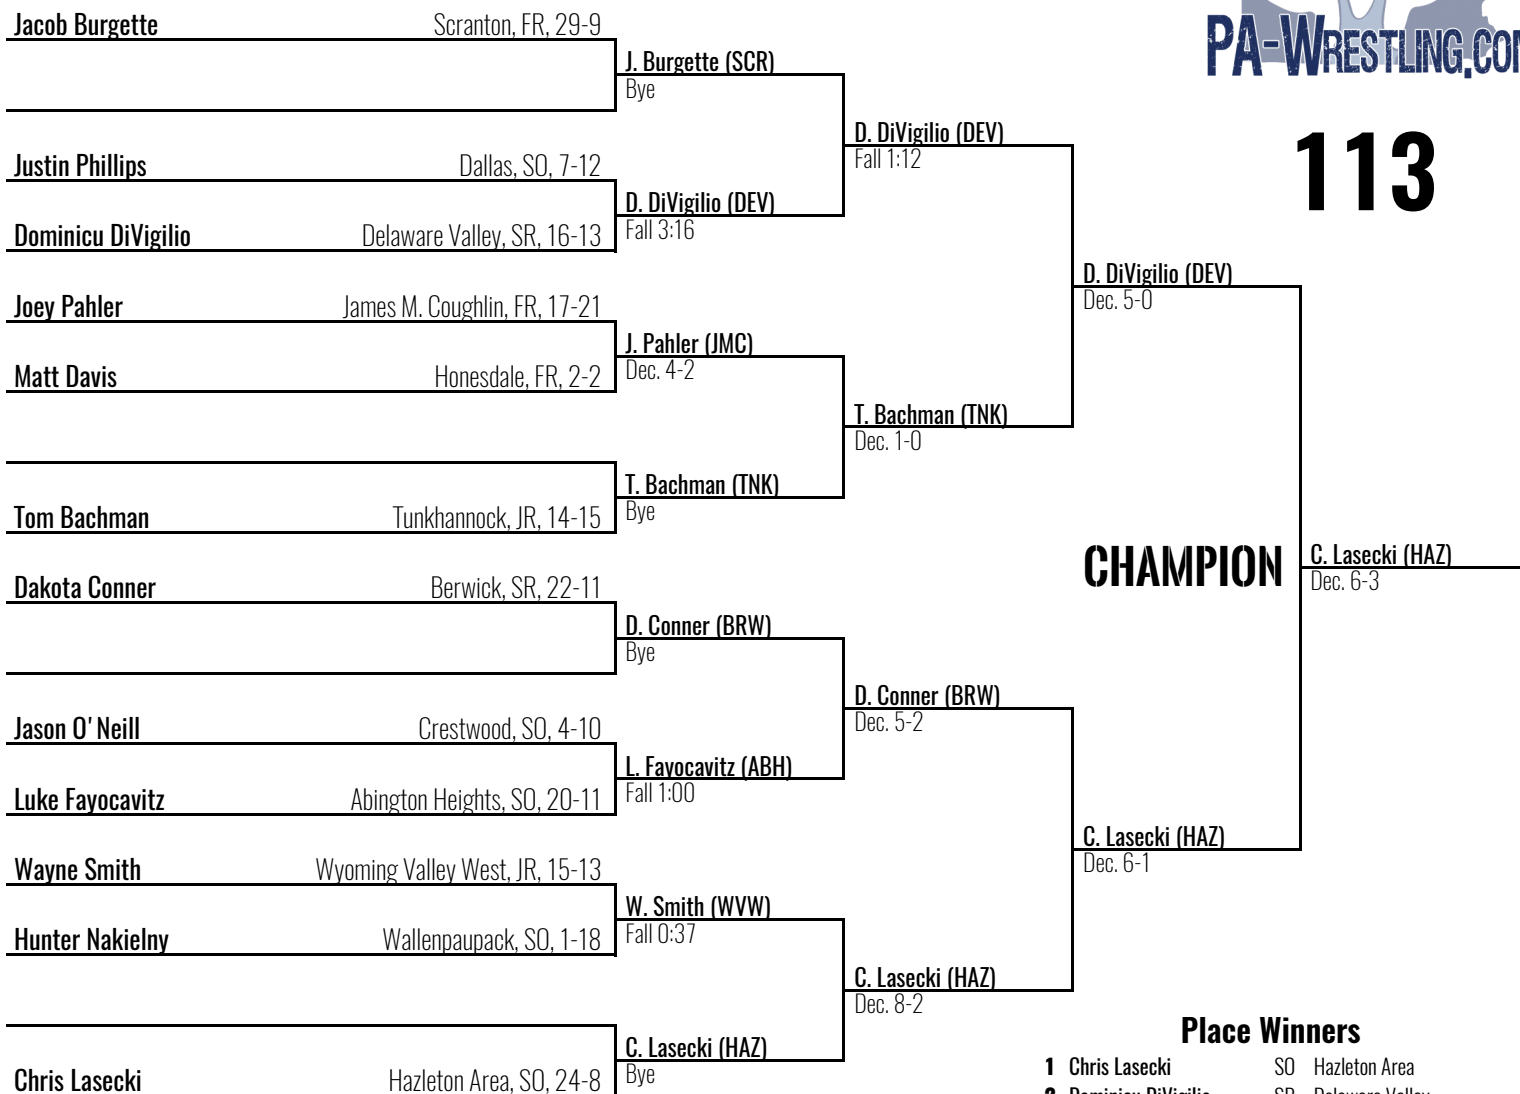 Jacob Burgette Scranton, FR, 29-9
PA-WRESTLING.CO
J. Burgette (SCR)
Bye
D. DiVigilio (DEV)
Fall 1:12
113
Justin Phillips Dallas, SO, 7-12
D. DiVigilio (DEV)
Fall 3:16
Dominicu DiVigilio Delaware Valley, SR, 16-13
D. DiVigilio (DEV)
Dec. 5-0
Joey Pahler James M. Coughlin, FR, 17-21
J. Pahler (JMC)
Dec. 4-2
Matt Davis Honesdale, FR, 2-2
T. Bachman (TNK)
Dec. 1-0
T. Bachman (TNK)
Bye
Tom Bachman Tunkhannock, JR, 14-15
CHAMPION C. Lasecki (HAZ)
Dec. 6-3
Dakota Conner Berwick, SR, 22-11
D. Conner (BRW)
Bye
D. Conner (BRW)
Dec. 5-2
Jason O'Neill Crestwood, SO, 4-10
L. Fayocavitz (ABH)
Fall 1:00
Luke Fayocavitz Abington Heights, SO, 20-11
C. Lasecki (HAZ)
Dec. 6-1
Wayne Smith Wyoming Valley West, JR, 15-13
W. Smith (WVW)
Fall 0:37
Hunter Nakielny Wallenpaupack, SO, 1-18
C. Lasecki (HAZ)
Dec. 8-2
Place Winners
C. Lasecki (HAZ)
Bye
1 Chris Lasecki SO Hazleton Area
Chris Lasecki Hazleton Area, SO, 24-8
2 Dominicu DiVigilio SR Delaware Valley